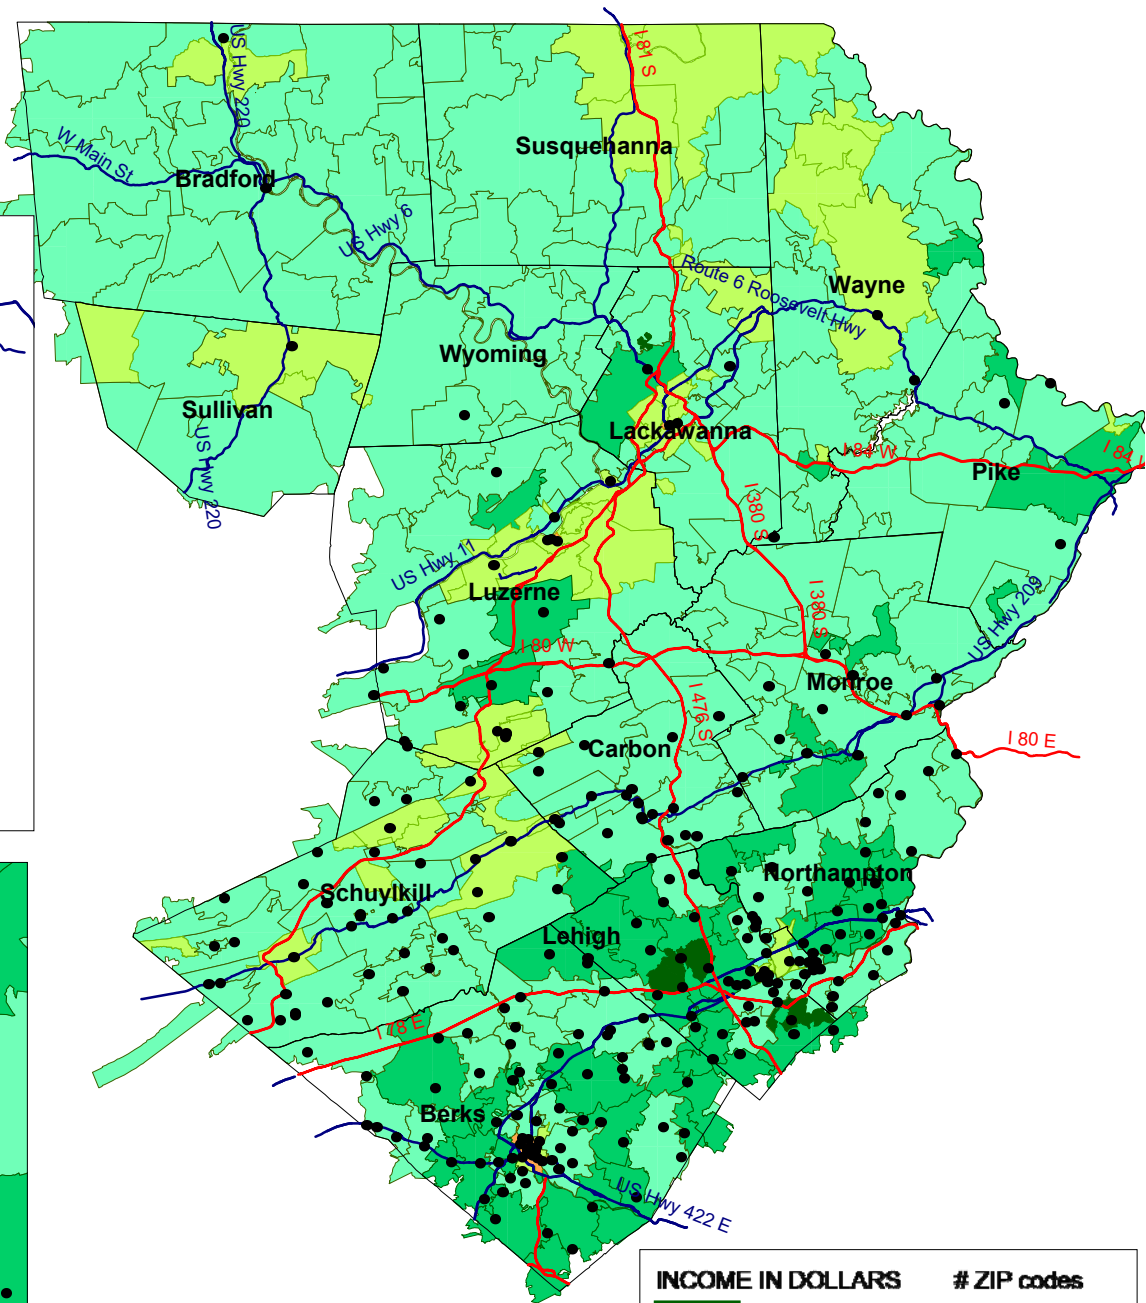 I 81 S
US Hwy 220
W Main St
Susquehanna
Bradford
US Hwy 6
Route 6 Roosevelt Hwy
Wayne
Wyoming
Sullivan
US Hwy 220
Lackawanna
I 84 W
I 84 W
Pike
I 380 S
US Hwy 11
Luzerne
I 380 S
US Hwy 209
I 80 W
Monroe
I 476 S
Carbon
I 80 E
Northampton
Schuylkill
Lehigh
I 78 E
Berks
US Hwy 422 E
INCOME IN DOLLARS # ZIP codes